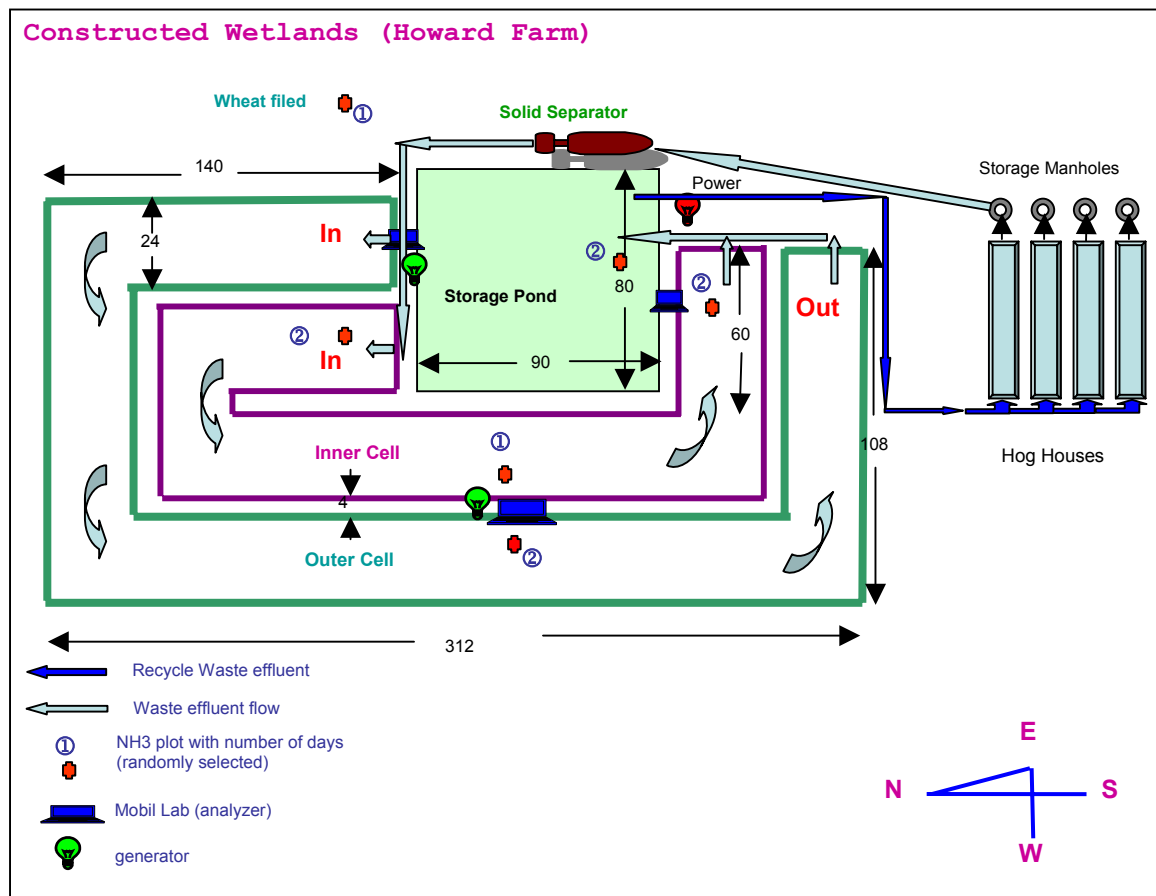 Constructed Wetlands (Howard Farm)
Wheat filed
①
Solid Separator
140
Power
Storage Manholes
24
In
②
80
Storage Pond
②
Out
②
In
60
90
108
Hog Houses
①
Inner Cell
4
Outer Cell
②
312
Recycle Waste effluent
Waste effluent flow
① NH3 plot with number of days
(randomly selected)
Mobil Lab (analyzer)
generator
E
N S
W